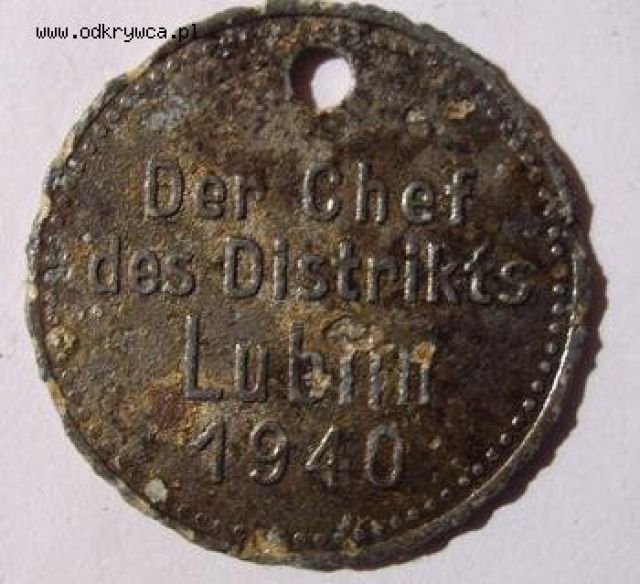 www.odkrywca.pl
Der Chef
des Distrikts
Lublin
1940